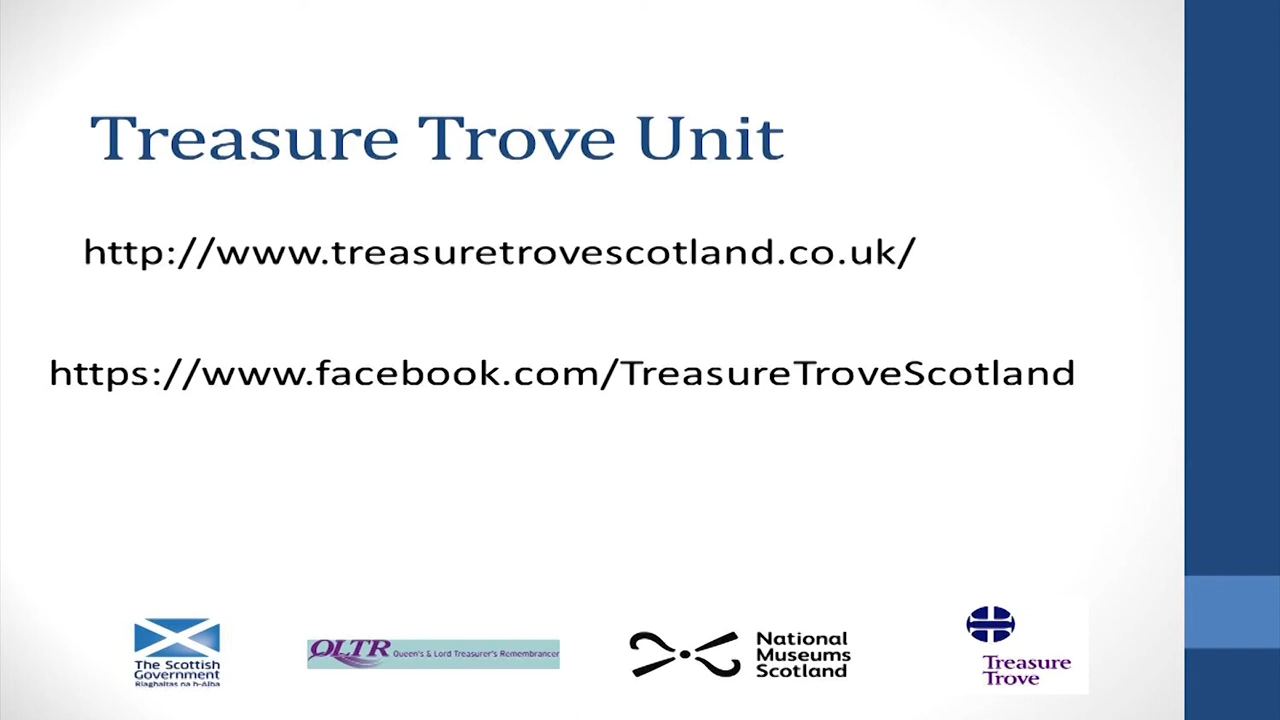 Treasure Trove Unit
http://www.treasuretrovescotland.co.uk/
https://www.facebook.com/TreasureTroveScotland
The Scottish
Government
Riaghaltas na h-Alba
QLTR Queen's & Lord Treasurer's Remembrancer
National
Museums
Scotland
Treasure
Trove